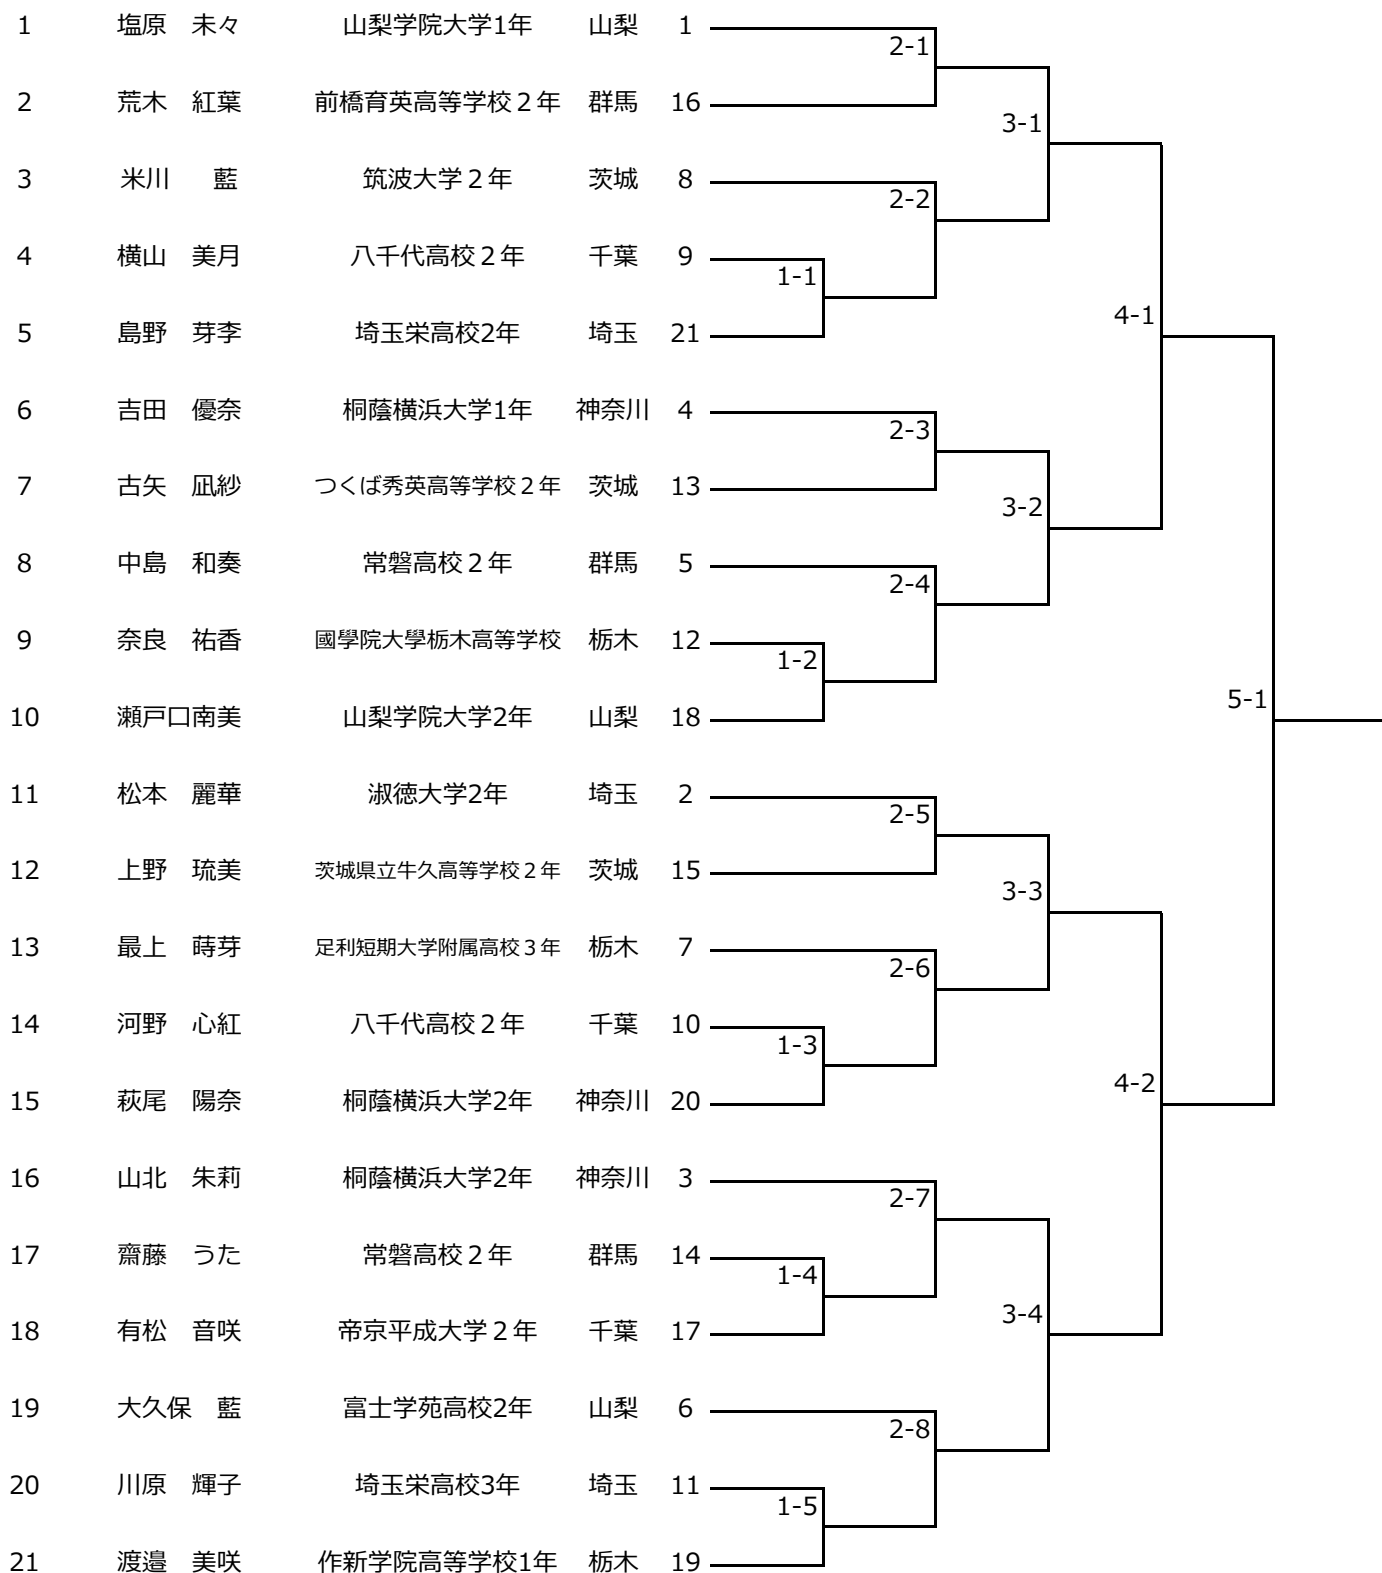 1 塩原 未々 山梨学院大学1年 山梨 1
2-1
2 荒木 紅葉 前橋育英高等学校２年 群馬 16
3-1
3 米川 藍 筑波大学２年 茨城 8
2-2
4 横山 美月 八千代高校２年 千葉 9
1-1
5 島野 芽李 埼玉栄高校2年 埼玉 21
4-1
6 吉田 優奈 桐蔭横浜大学1年 神奈川 4
2-3
7 古矢 凪紗 つくば秀英高等学校２年 茨城 13
3-2
8 中島 和奏 常磐高校２年 群馬 5
2-4
9 奈良 祐香 國學院大學栃木高等学校 栃木 12
1-2
10 瀬戸口南美 山梨学院大学2年 山梨 18
5-1
11 松本 麗華 淑徳大学2年 埼玉 2
2-5
12 上野 琉美 茨城県立牛久高等学校２年 茨城 15
3-3
13 最上 蒔芽 足利短期大学附属高校３年 栃木 7
2-6
14 河野 心紅 八千代高校２年 千葉 10
1-3
15 萩尾 陽奈 桐蔭横浜大学2年 神奈川 20
4-2
16 山北 朱莉 桐蔭横浜大学2年 神奈川 3
2-7
17 齋藤 うた 常磐高校２年 群馬 14
1-4
18 有松 音咲 帝京平成大学２年 千葉 17
3-4
19 大久保 藍 富士学苑高校2年 山梨 6
2-8
20 川原 輝子 埼玉栄高校3年 埼玉 11
1-5
21 渡邉 美咲 作新学院高等学校1年 栃木 19